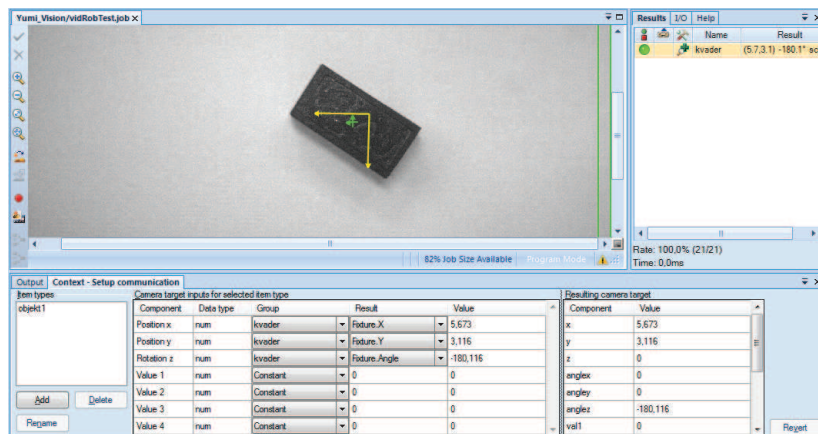 Yumi_Vision/vidRobTest.job
Results I/O Help
Name Result
kvader (5.7,3.1) -180.1° sc
Rate: 100,0% (21/21)
Time: 0,0ms
82% Job Size Available Program Mode
Output Context - Setup communication
Item types
objekt1
Add Delete
Rename
Camera target inputs for selected item type
Component Data type Group Result Value
Position x num kvader Fixture.X 5,673
Position y num kvader Fixture.Y 3,116
Rotation z num kvader Fixture.Angle -180,116
Value 1 num Constant 0 0
Value 2 num Constant 0 0
Value 3 num Constant 0 0
Value 4 num Constant 0 0
Resulting camera target
Component Value
x 5,673
y 3,116
z 0
anglex 0
angley 0
anglez -180,116
val1 0
Revert